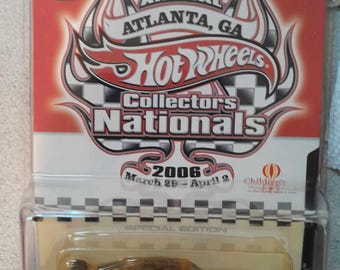 ATLANTA, GA
Hot Wheels
Collectors
Nationals
2006
March 29 - April 2
Children's
SPECIAL EDITION